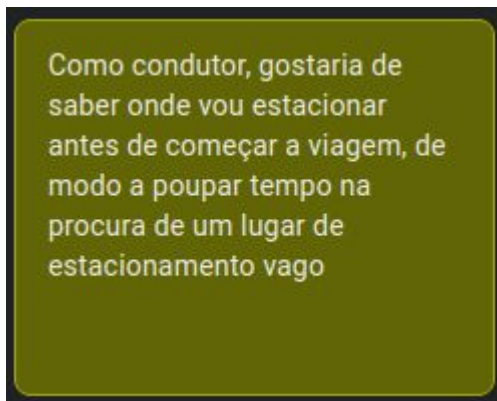 Como condutor, gostaria de
saber onde vou estacionar
antes de começar a viagem, de
modo a poupar tempo na
procura de um lugar de
estacionamento vago